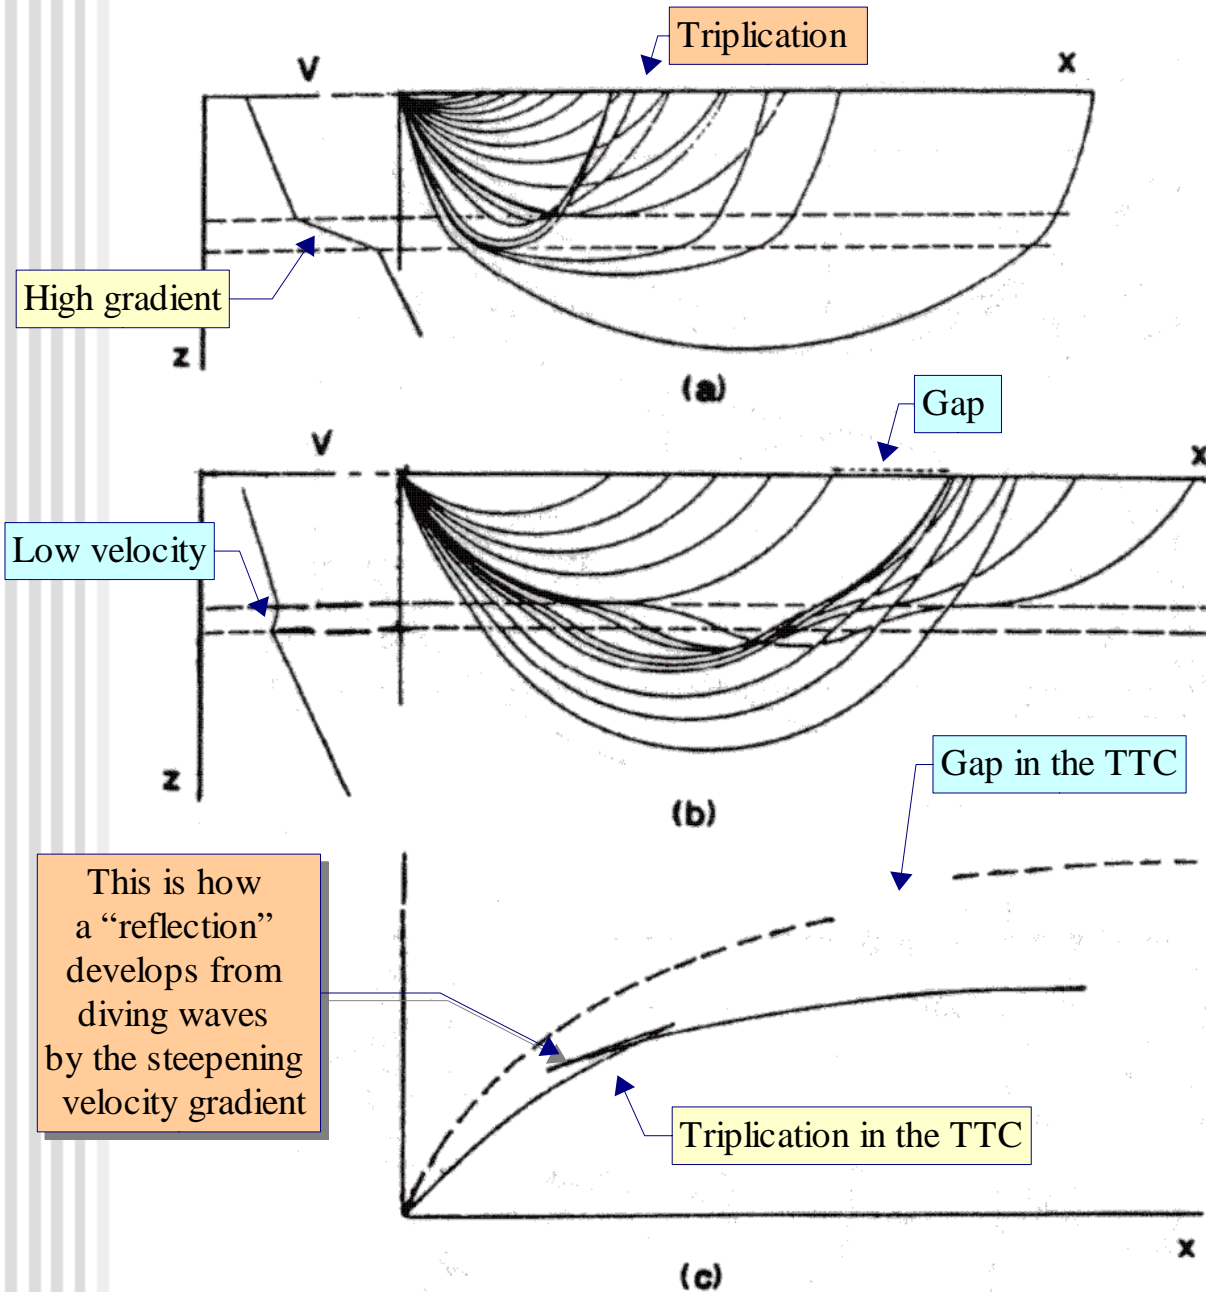 Triplication
V
x
High gradient
z
(a)
Gap
V
x
Low velocity
z
(b)
Gap in the TTC
This is how
a “reflection”
develops from
diving waves
by the steepening
velocity gradient
Triplication in the TTC
x
(c)